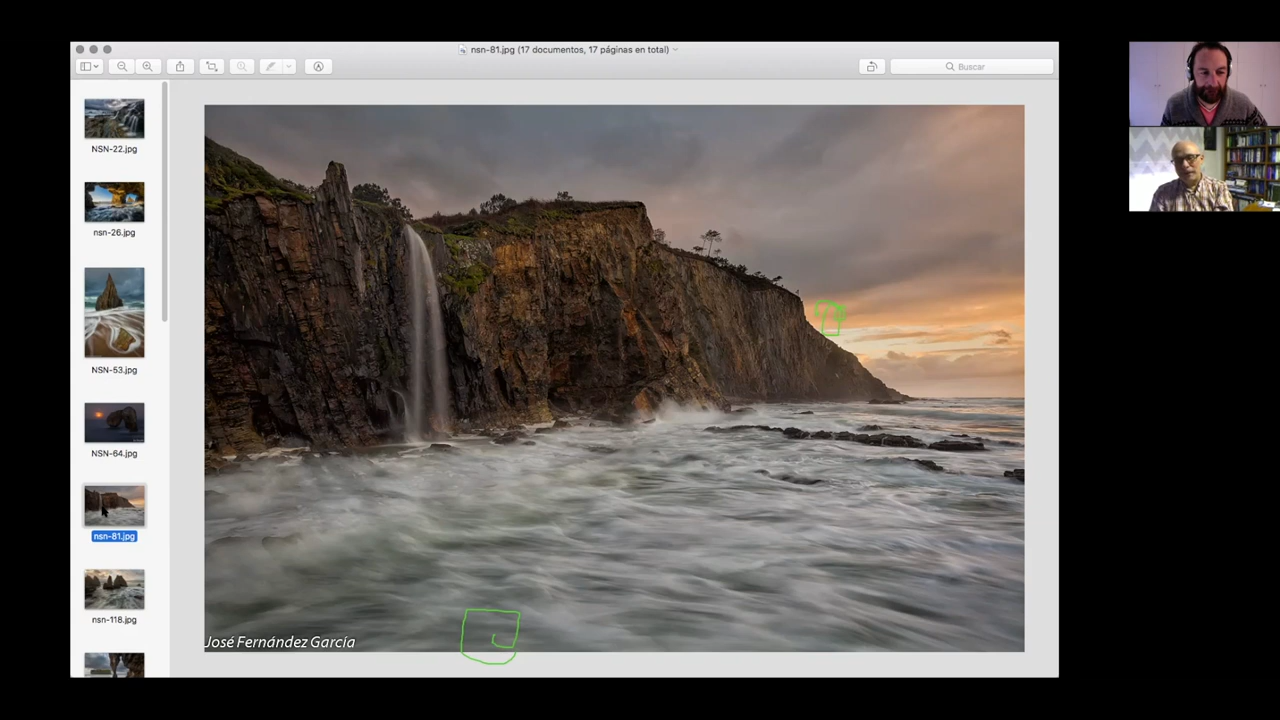 nsn-81.jpg (17 documentos, 17 páginas en total)
Buscar
NSN-22.jpg
nsn-26.jpg
NSN-53.jpg
NSN-64.jpg
nsn-81.jpg
nsn-118.jpg
José Fernández García